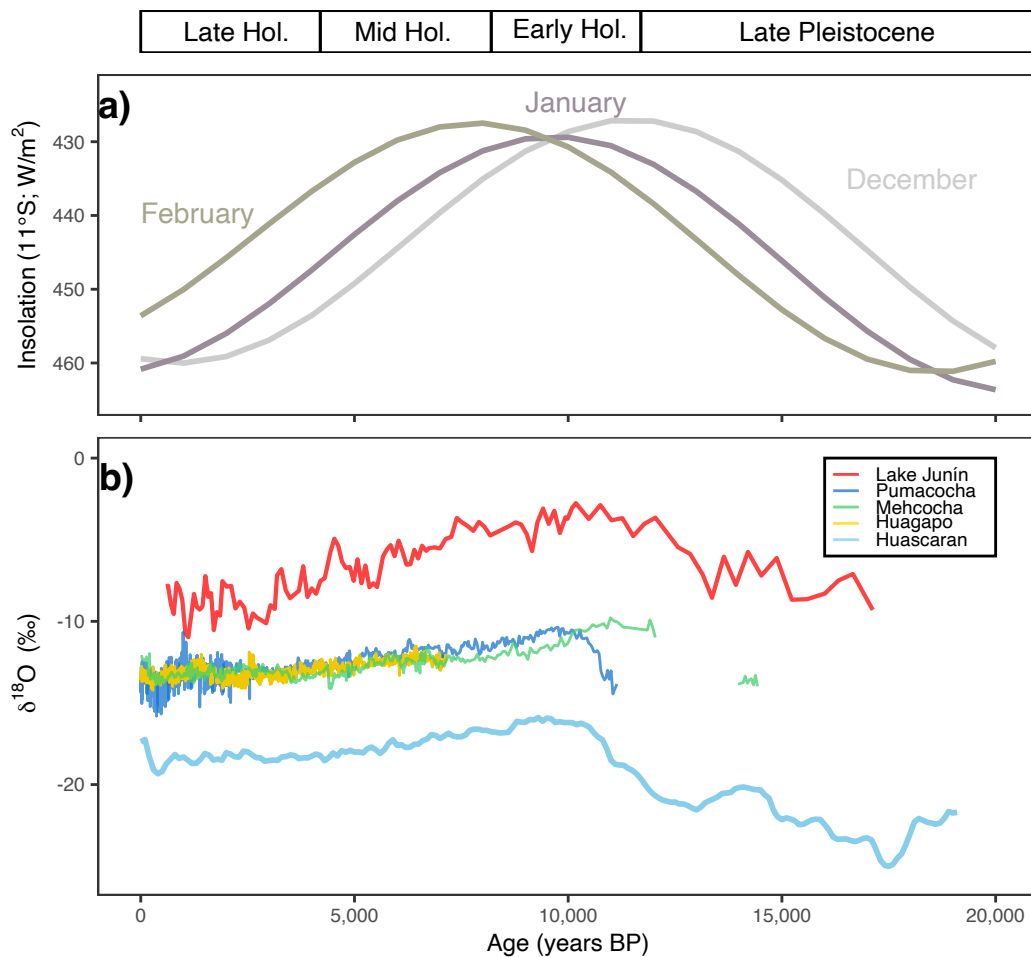 Late Hol. Mid Hol. Early Hol. Late Pleistocene
a)
January
December
February
430
440
450
460
Insolation (11°S; W/m²)
b)
Lake Junín
Pumacocha
Mehcocha
Huagapo
Huascaran
0
-10
-20
δ¹⁸O (‰)
0 5,000 10,000 15,000 20,000
Age (years BP)